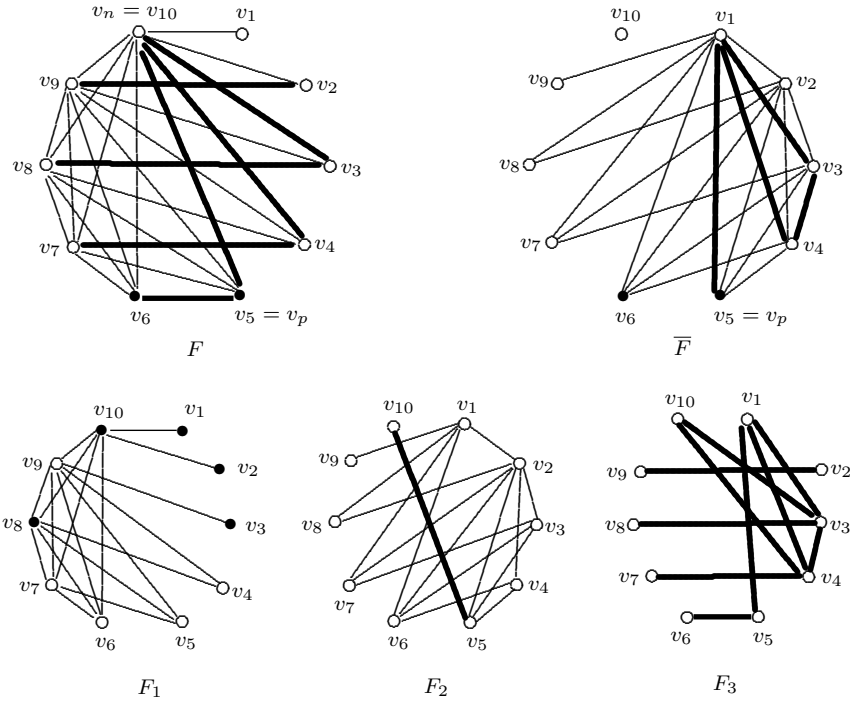 v_n = v_10 v_1
v_9 v_2
v_8 v_3
v_7 v_4
v_6 v_5 = v_p
F
v_10 v_1
v_9 v_2
v_8 v_3
v_7 v_4
v_6 v_5 = v_p
F̅
v_10 v_1
v_9 v_2
v_8 v_3
v_7 v_4
v_6 v_5
F_1
v_10 v_1
v_9 v_2
v_8 v_3
v_7 v_4
v_6 v_5
F_2
v_10 v_1
v_9 v_2
v_8 v_3
v_7 v_4
v_6 v_5
F_3